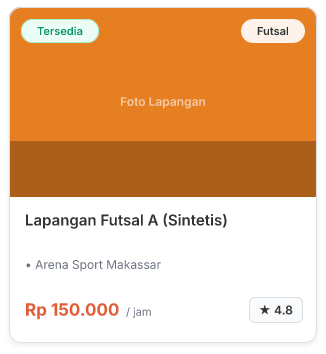 Tersedia
Futsal
Foto Lapangan
Lapangan Futsal A (Sintetis)
• Arena Sport Makassar
Rp 150.000 / jam
★ 4.8